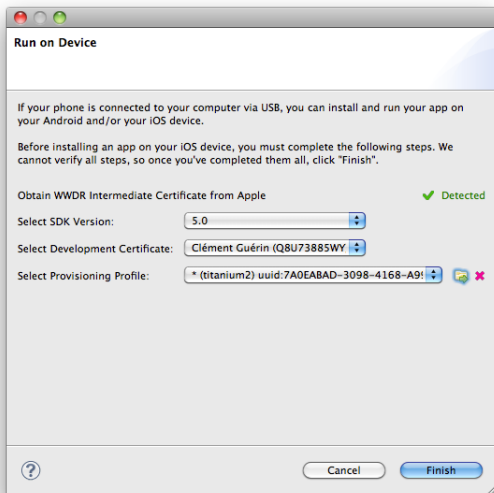 Run on Device
If your phone is connected to your computer via USB, you can install and run your app on
your Android and/or your iOS device.
Before installing an app on your iOS device, you must complete the following steps. We
cannot verify all steps, so once you've completed them all, click "Finish".
Obtain WWDR Intermediate Certificate from Apple Detected
Select SDK Version: 5.0
Select Development Certificate: Clément Guérin (Q8U73885WY
Select Provisioning Profile: * (titanium2) uuid:7A0EABAD-3098-4168-A9
? Cancel Finish